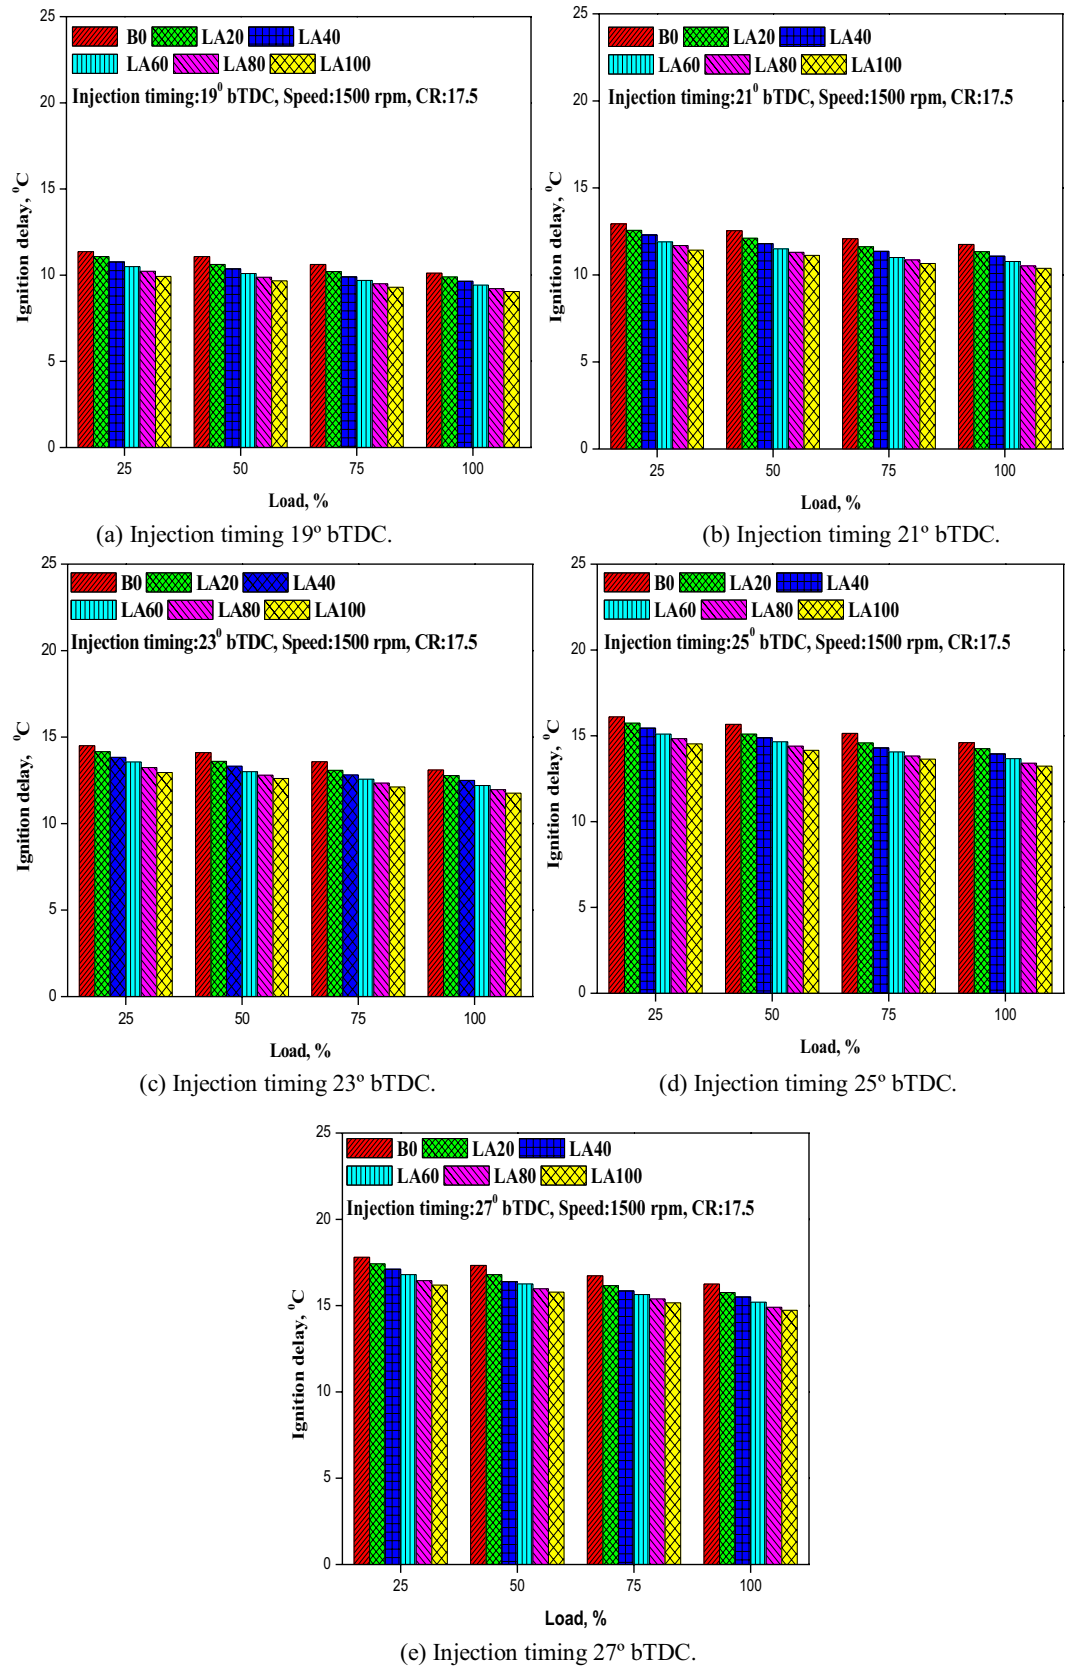 25
20
15
10
5
0
Ignition delay, ⁰C
B0 LA20 LA40
LA60 LA80 LA100
Injection timing:19⁰ bTDC, Speed:1500 rpm, CR:17.5
25 50 75 100
Load, %
(a) Injection timing 19º bTDC.
25
20
15
10
5
0
Ignition delay, ⁰C
B0 LA20 LA40
LA60 LA80 LA100
Injection timing:21⁰ bTDC, Speed:1500 rpm, CR:17.5
25 50 75 100
Load, %
(b) Injection timing 21º bTDC.
25
20
15
10
5
0
Ignition delay, ⁰C
B0 LA20 LA40
LA60 LA80 LA100
Injection timing:23⁰ bTDC, Speed:1500 rpm, CR:17.5
25 50 75 100
Load, %
(c) Injection timing 23º bTDC.
25
20
15
10
5
0
Ignition delay, ⁰C
B0 LA20 LA40
LA60 LA80 LA100
Injection timing:25⁰ bTDC, Speed:1500 rpm, CR:17.5
25 50 75 100
Load, %
(d) Injection timing 25º bTDC.
25
20
15
10
5
0
Ignition delay, ⁰C
B0 LA20 LA40
LA60 LA80 LA100
Injection timing:27⁰ bTDC, Speed:1500 rpm, CR:17.5
25 50 75 100
Load, %
(e) Injection timing 27º bTDC.